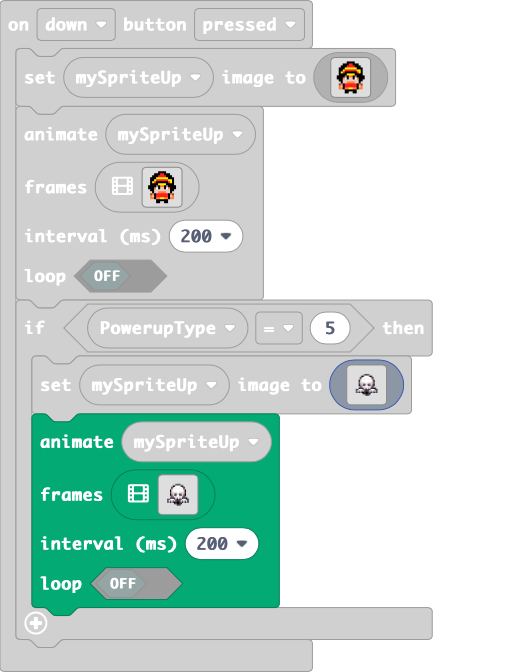 on down button pressed
set mySpriteUp image to
animate mySpriteUp
frames
interval (ms) 200
loop OFF
if PowerupType = 5 then
set mySpriteUp image to
animate mySpriteUp
frames
interval (ms) 200
loop OFF